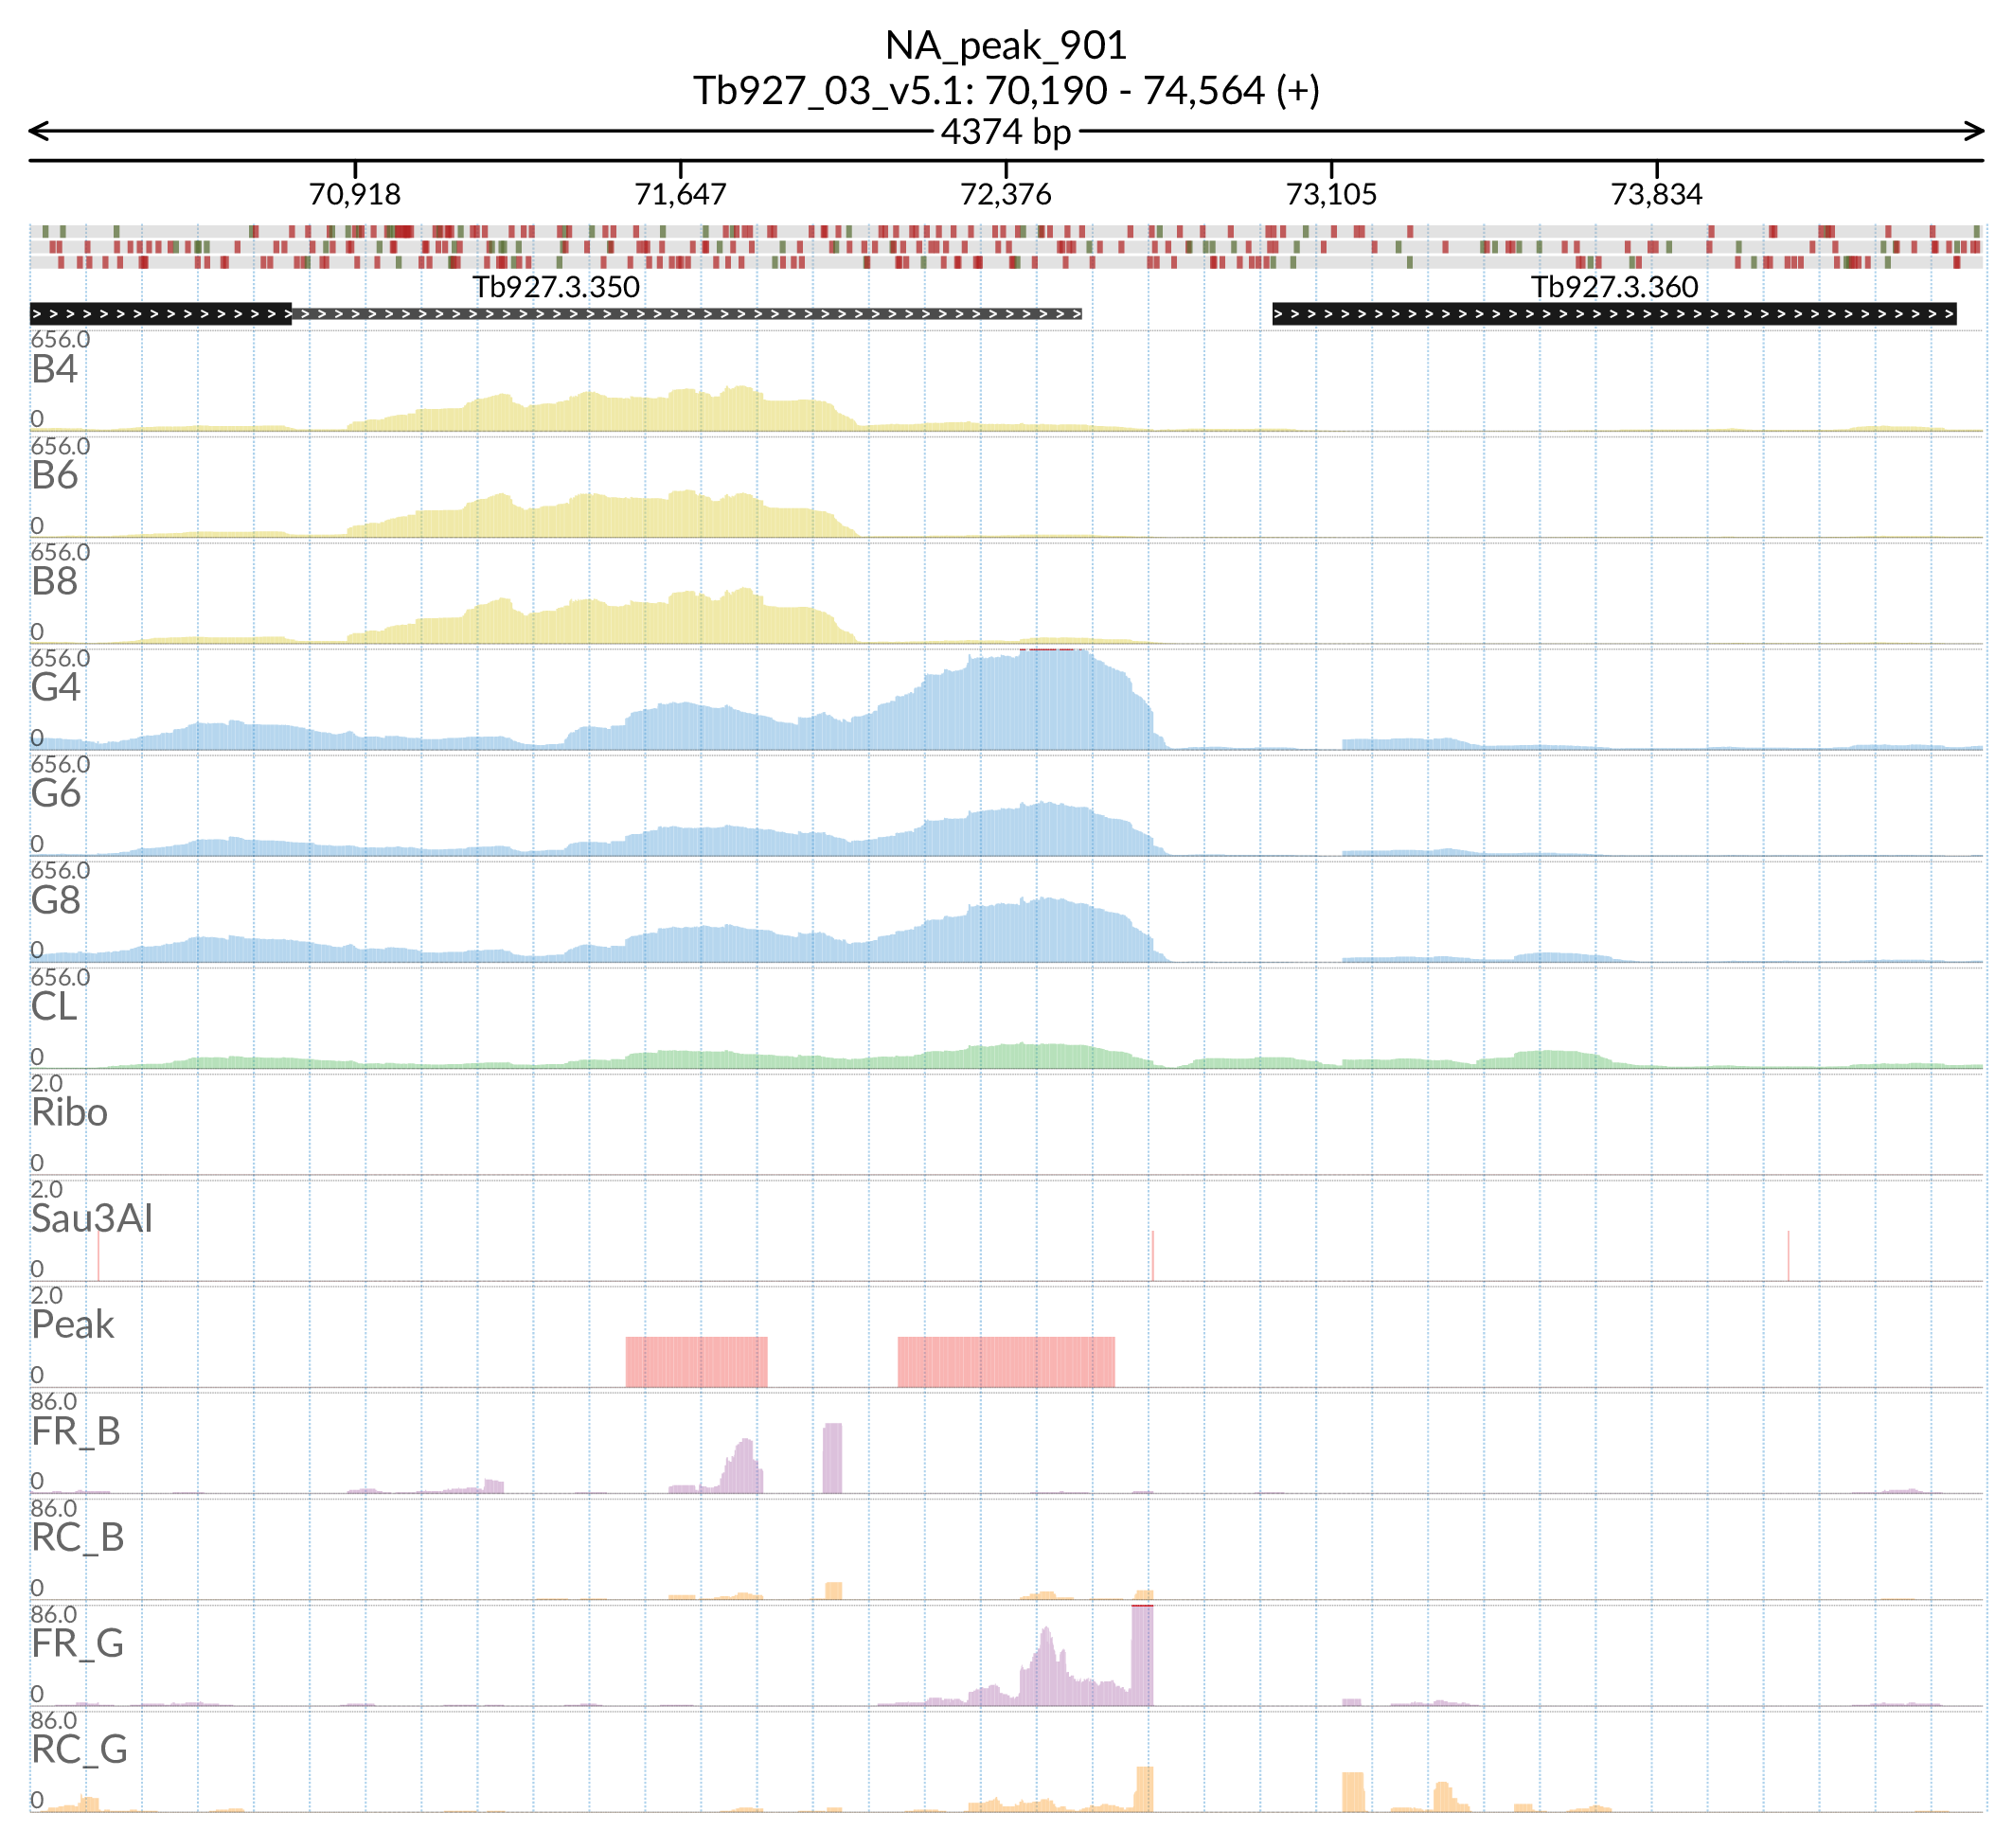 NA_peak_901
Tb927_03_v5.1: 70,190 - 74,564 (+)
4374 bp
70,918 71,647 72,376 73,105 73,834
Tb927.3.350 Tb927.3.360
656.0
B4
0
656.0
B6
0
656.0
B8
0
656.0
G4
0
656.0
G6
0
656.0
G8
0
656.0
CL
0
2.0
Ribo
0
2.0
Sau3AI
0
2.0
Peak
0
86.0
FR_B
0
86.0
RC_B
0
86.0
FR_G
0
86.0
RC_G
0